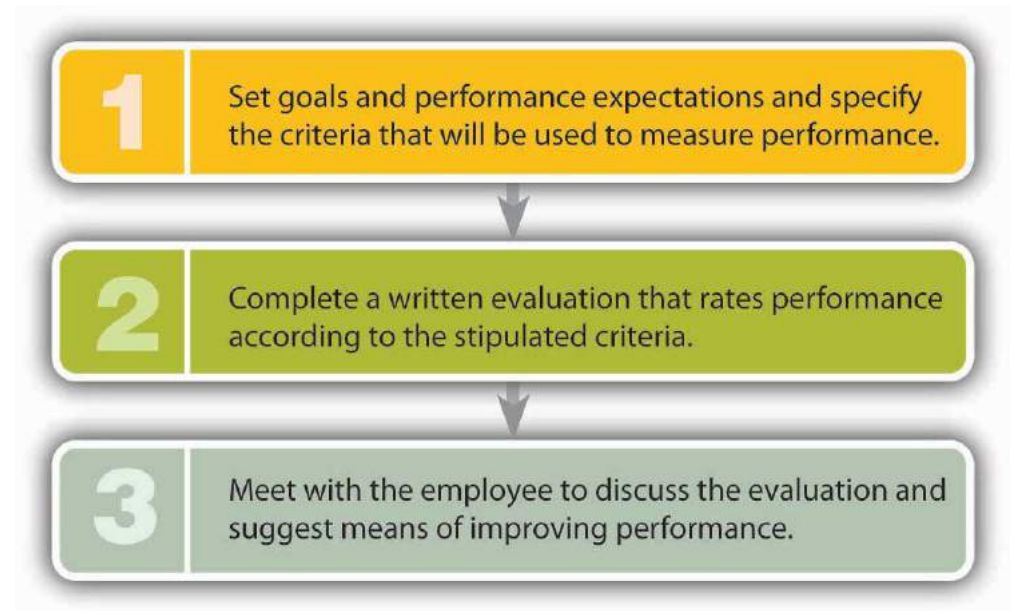 1
Set goals and performance expectations and specify
the criteria that will be used to measure performance.
2
Complete a written evaluation that rates performance
according to the stipulated criteria.
3
Meet with the employee to discuss the evaluation and
suggest means of improving performance.